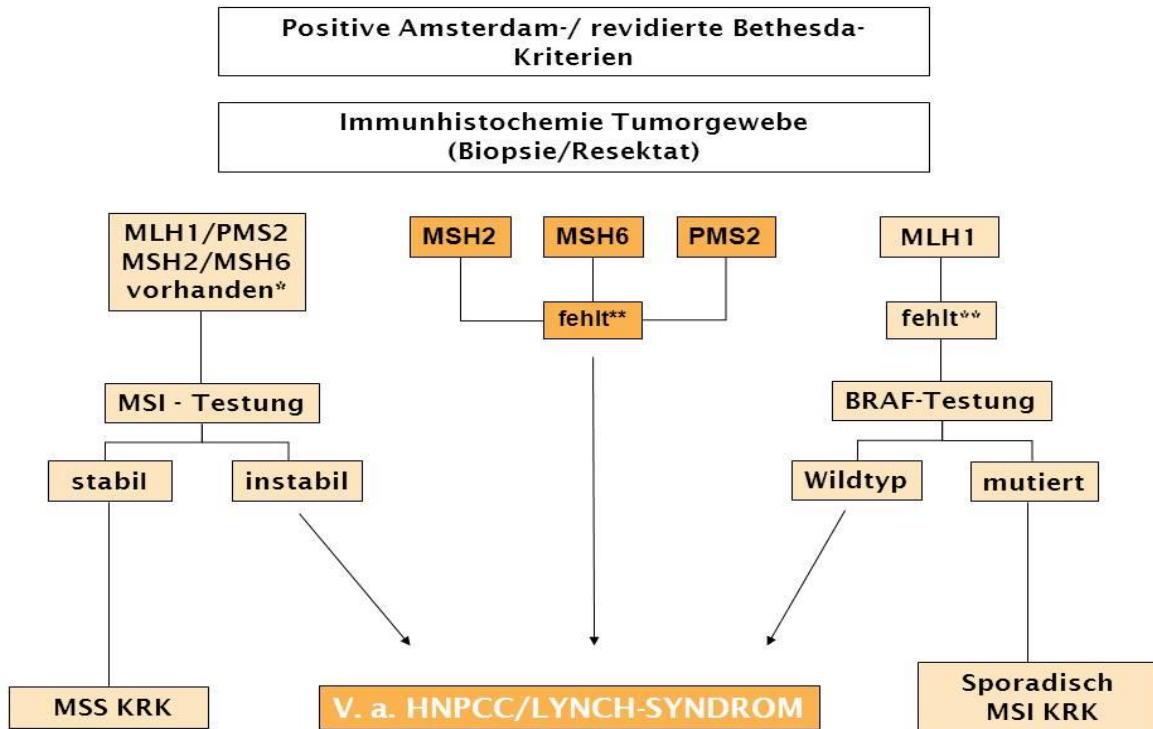 Positive Amsterdam-/ revidierte Bethesda-
Kriterien
Immunhistochemie Tumorgewebe
(Biopsie/Resektat)
MLH1/PMS2
MSH2/MSH6
vorhanden*
MSH2
MSH6
PMS2
MLH1
fehlt**
fehlt**
MSI - Testung
BRAF-Testung
stabil
instabil
Wildtyp
mutiert
MSS KRK
V. a. HNPCC/LYNCH-SYNDROM
Sporadisch
MSI KRK